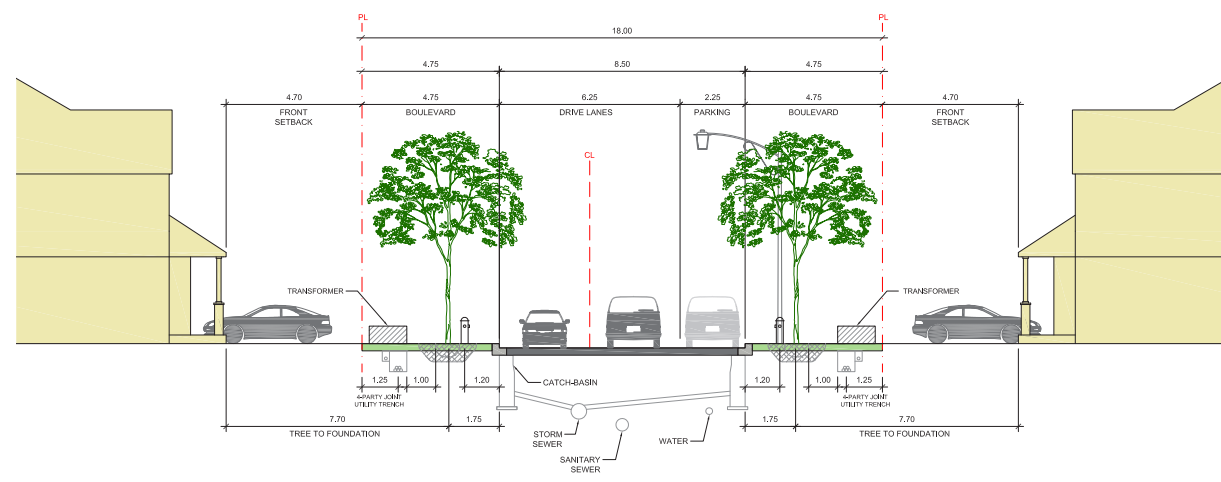 PL
PL
18.00
4.75
8.50
4.75
4.70
4.75
6.25
2.25
4.75
4.70
FRONT
SETBACK
BOULEVARD
DRIVE LANES
PARKING
BOULEVARD
FRONT
SETBACK
CL
TRANSFORMER
TRANSFORMER
1.25
1.00
1.20
CATCH-BASIN
1.20
1.00
1.25
4-PARTY JOINT
UTILITY TRENCH
4-PARTY JOINT
UTILITY TRENCH
7.70
1.75
1.75
7.70
TREE TO FOUNDATION
STORM
SEWER
WATER
TREE TO FOUNDATION
SANITARY
SEWER